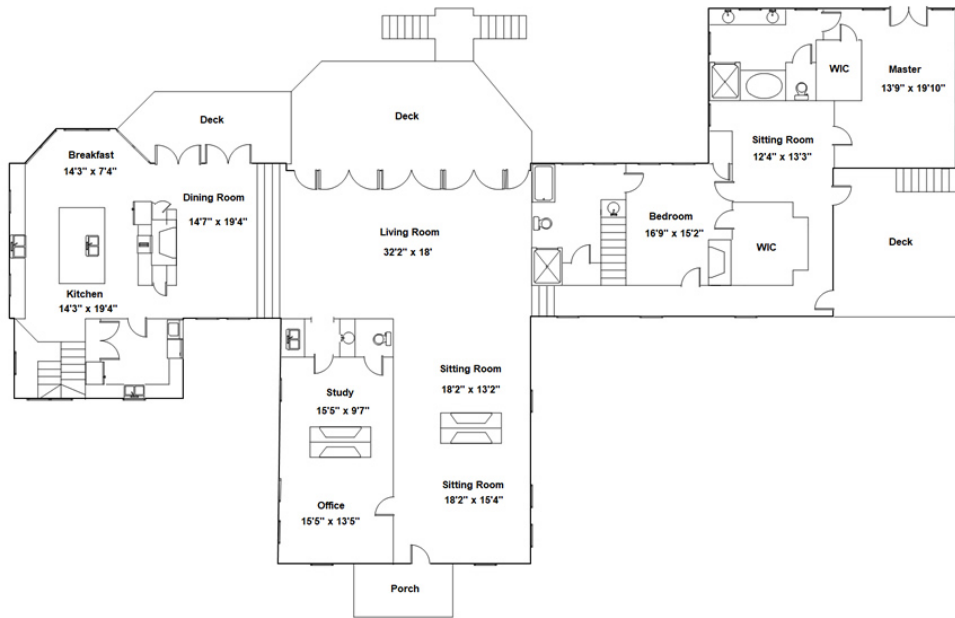 WIC
Master
13'9" x 19'10"
Deck
Deck
Sitting Room
12'4" x 13'3"
Breakfast
14'3" x 7'4"
Dining Room
14'7" x 19'4"
Living Room
32'2" x 18'
Bedroom
16'9" x 15'2"
WIC
Deck
Kitchen
14'3" x 19'4"
Sitting Room
18'2" x 13'2"
Study
15'5" x 9'7"
Sitting Room
18'2" x 15'4"
Office
15'5" x 13'5"
Porch